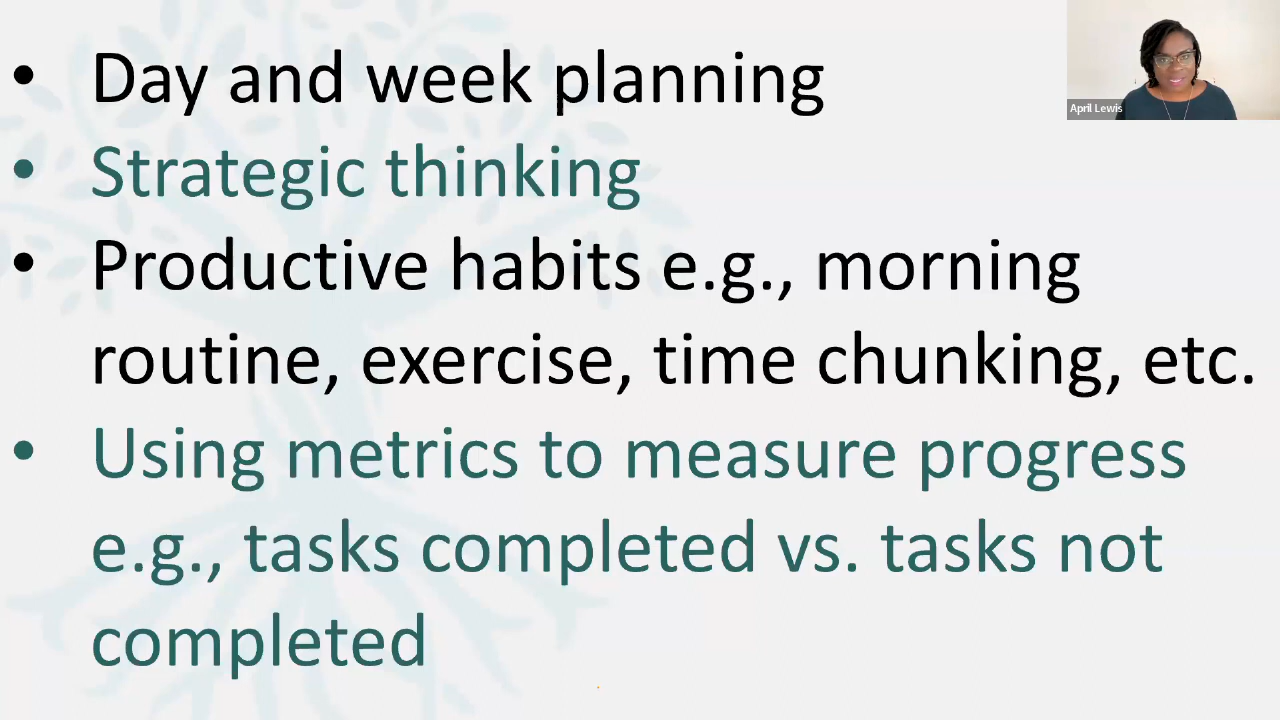 • Day and week planning
• Strategic thinking
• Productive habits e.g., morning
routine, exercise, time chunking, etc.
• Using metrics to measure progress
e.g., tasks completed vs. tasks not
completed
April Lewis